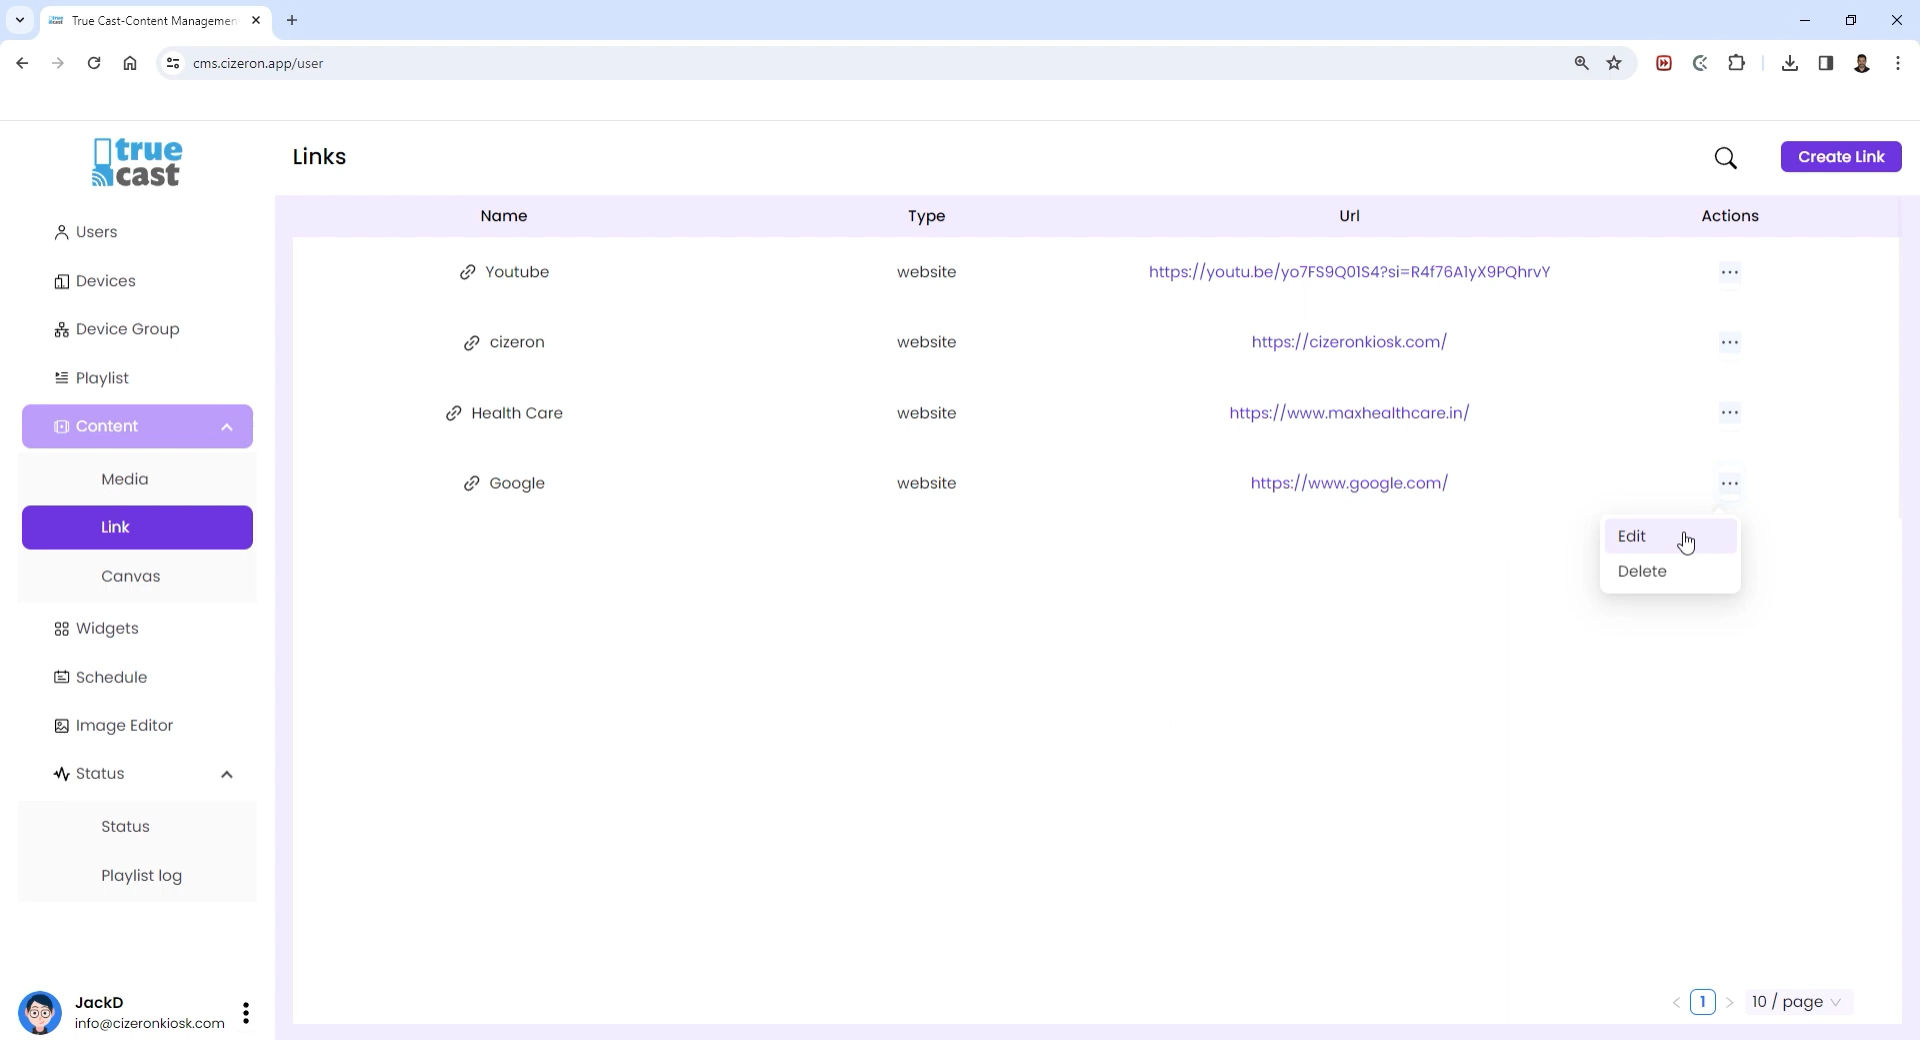 True Cast-Content Managemen
cms.cizeron.app/user
true
cast
Links
Create Link
Users
Devices
Device Group
Playlist
Content
Media
Link
Canvas
Widgets
Schedule
Image Editor
Status
Status
Playlist log
Name Type Url Actions
Youtube website https://youtu.be/yo7FS9Q01S4?si=R4f76A1yX9PQhrvY
cizeron website https://cizeronkiosk.com/
Health Care website https://www.maxhealthcare.in/
Google website https://www.google.com/
Edit
Delete
JackD
info@cizeronkiosk.com
1 10 / page